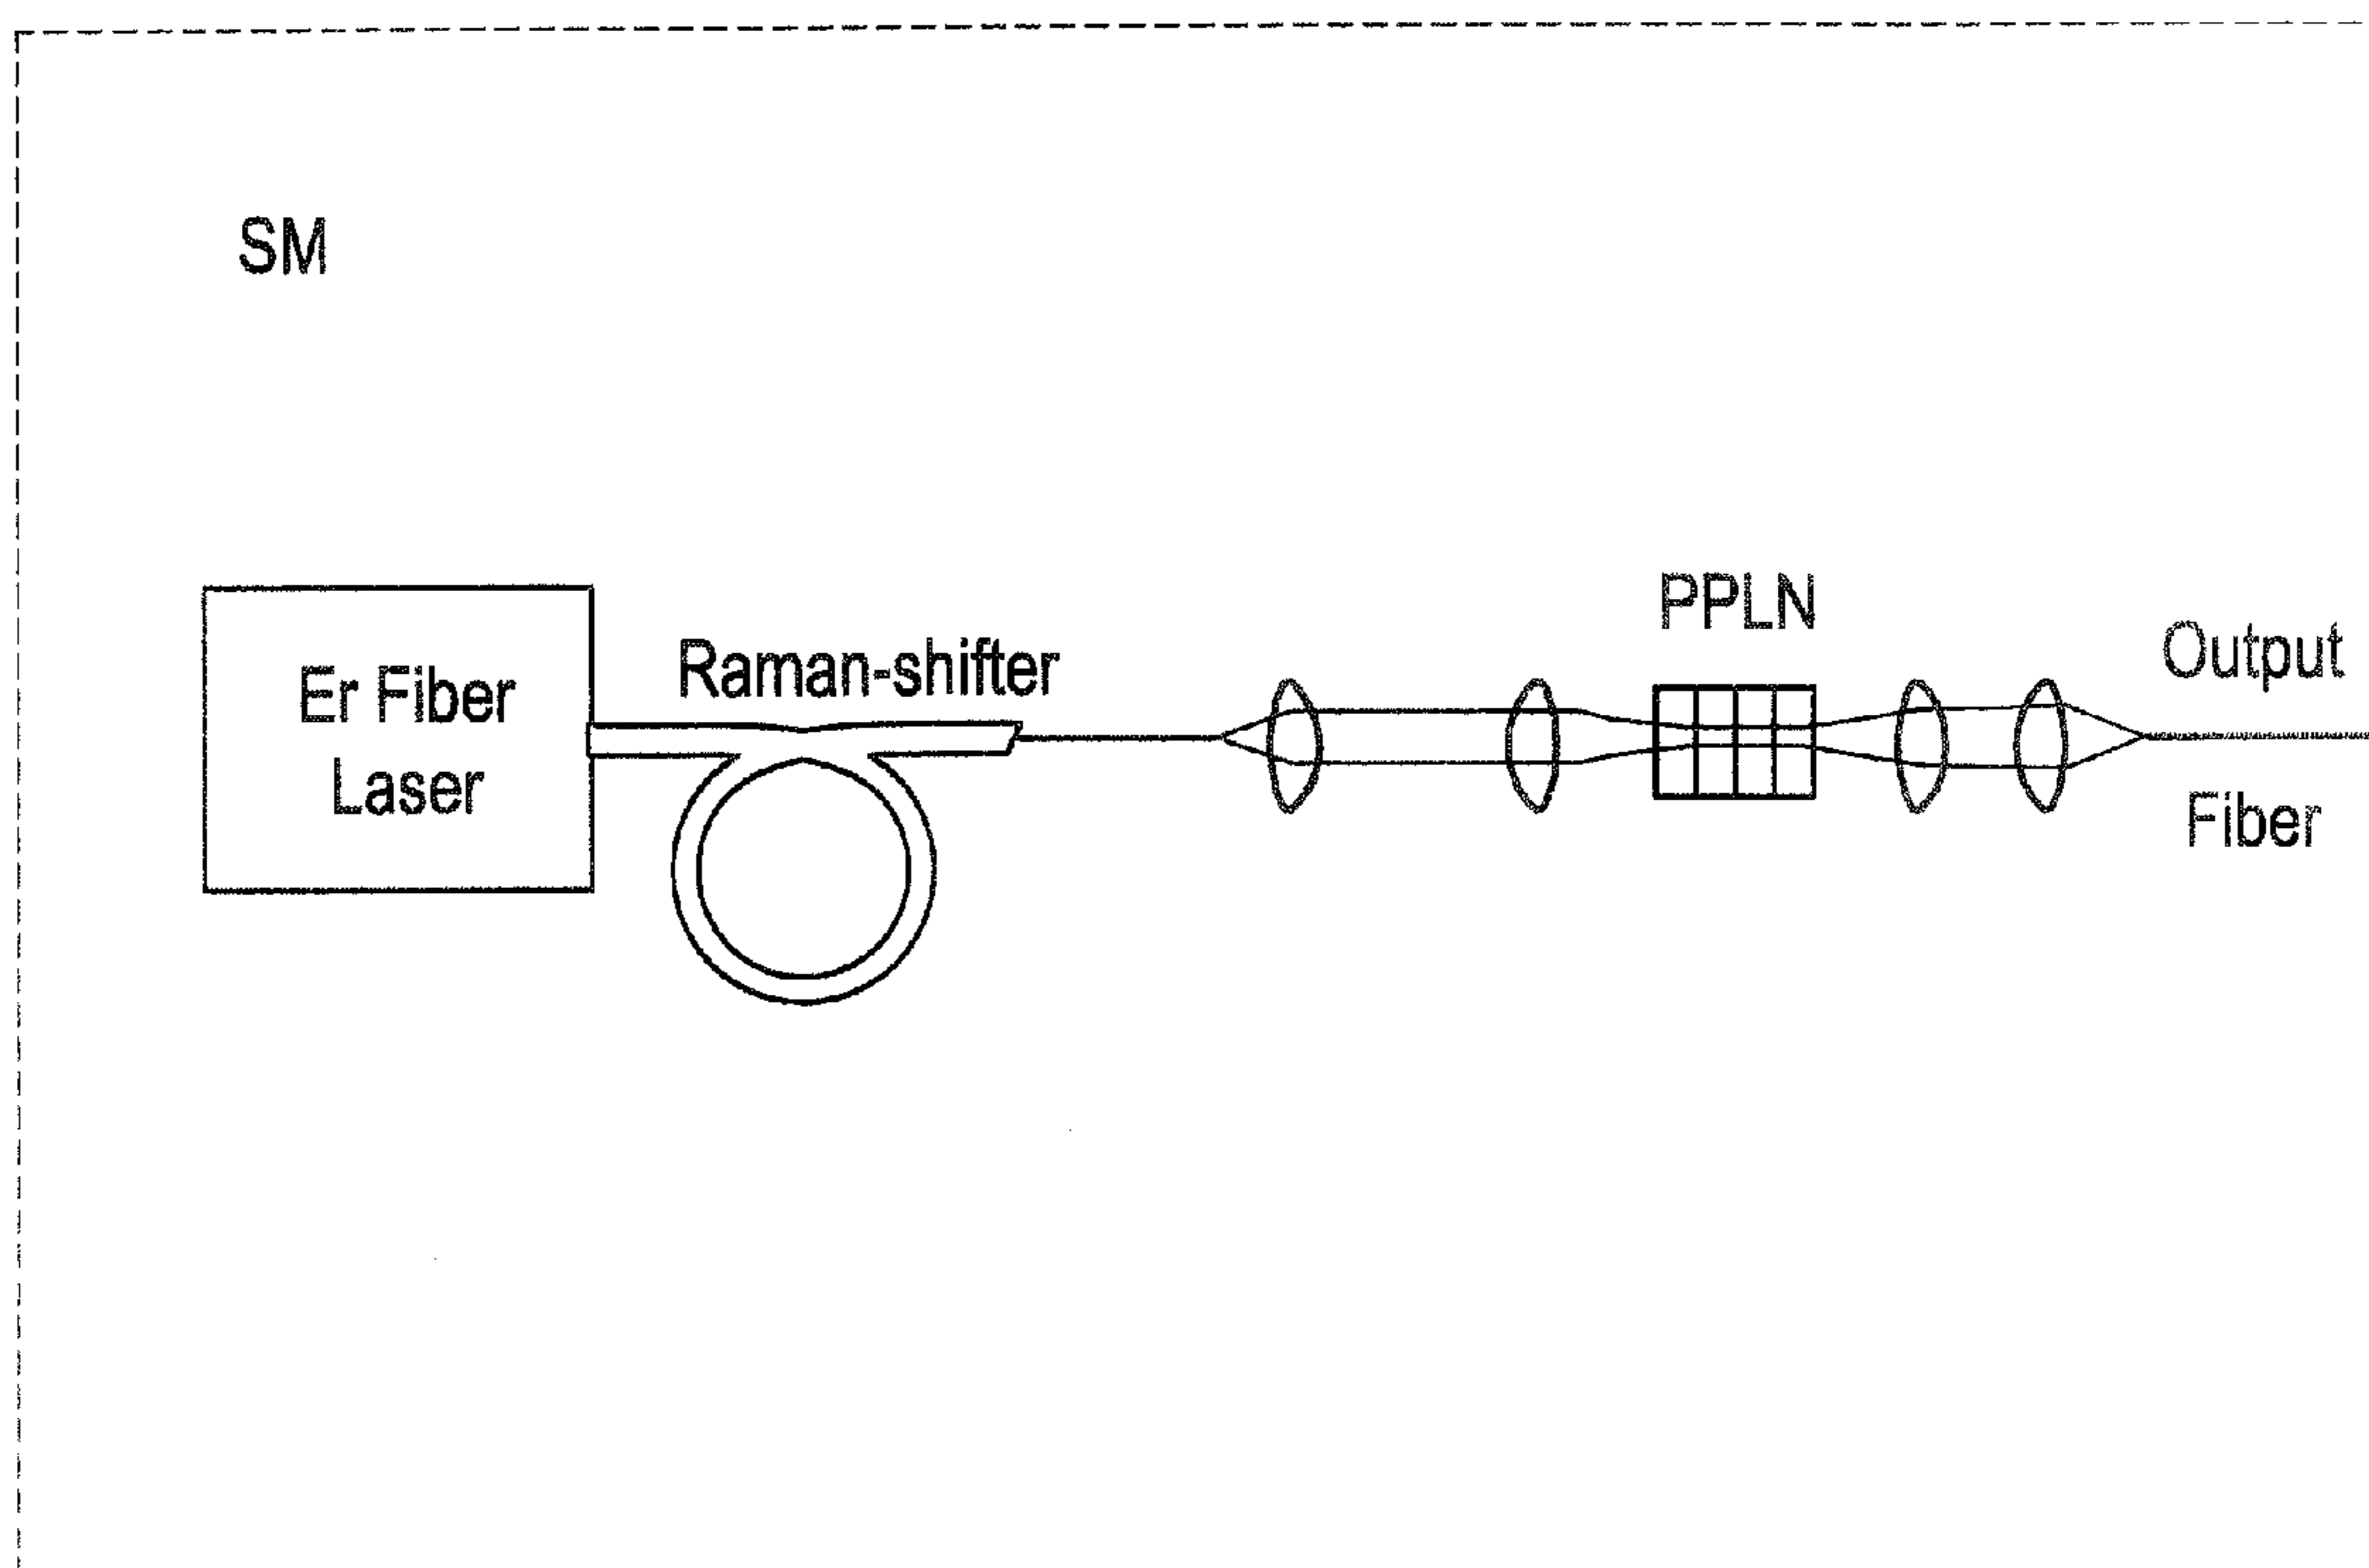 SM
Er Fiber
Laser
Raman-shifter
PPLN
Output
Fiber